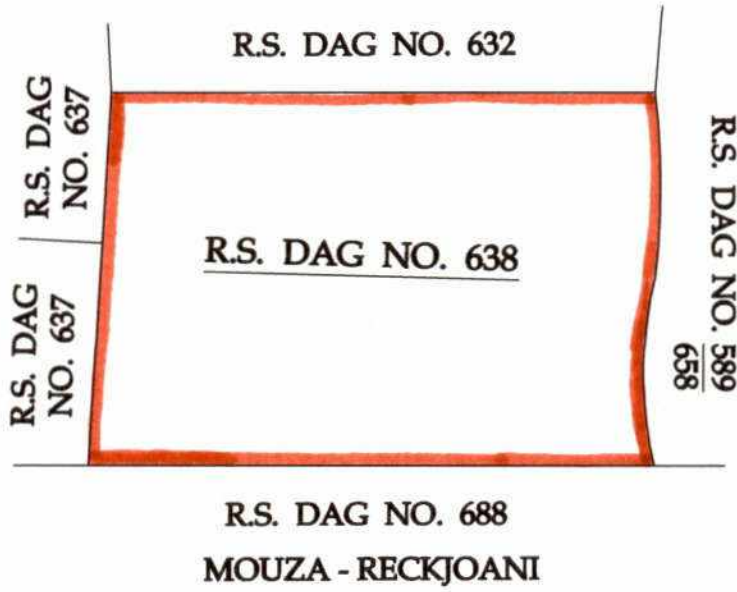 R.S. DAG NO. 632
R.S. DAG
NO. 637
R.S. DAG NO. 638
R.S. DAG NO. 589
658
R.S. DAG
NO. 637
R.S. DAG NO. 688
MOUZA - RECKJOANI